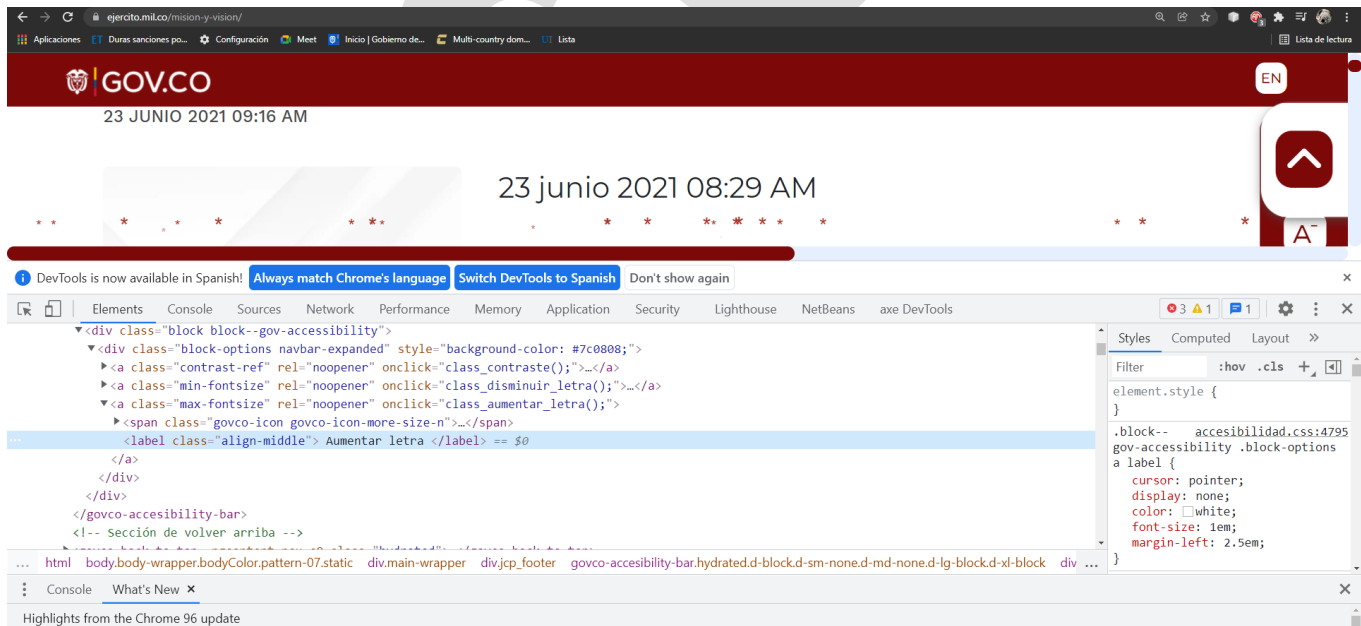 ejercito.mil.co/mision-y-vision/
Aplicaciones Duras sanciones po... Configuración Meet Inicio | Gobierno de... Multi-country dom... Lista Lista de lectura
GOV.CO EN
23 JUNIO 2021 09:16 AM
23 junio 2021 08:29 AM
* * * * * * * ** * * * ** * * * * * * * *
A-
DevTools is now available in Spanish! Always match Chrome's language Switch DevTools to Spanish Don't show again ×
Elements Console Sources Network Performance Memory Application Security Lighthouse NetBeans axe DevTools 3 1 1
<div class="block block--gov-accessibility">
<div class="block-options navbar-expanded" style="background-color: #7c0808;">
<a class="contrast-ref" rel="noopener" onclick="class_contraste();">…</a>
<a class="min-fontsize" rel="noopener" onclick="class_disminuir_letra();">…</a>
<a class="max-fontsize" rel="noopener" onclick="class_aumentar_letra();">
<span class="govco-icon govco-icon-more-size-n">…</span>
<label class="align-middle"> Aumentar letra </label> == $0
</a>
</div>
</div>
</govco-accesibility-bar>
<!-- Sección de volver arriba -->
... html body.body-wrapper.bodyColor.pattern-07.static div.main-wrapper div.jcp_footer govco-accesibility-bar.hydrated.d-block.d-sm-none.d-md-none.d-lg-block.d-xl-block div ...
Styles Computed Layout »
Filter :hov .cls +
element.style {
}
.block-- accesibilidad.css:4795
gov-accessibility .block-options
a label {
cursor: pointer;
display: none;
color: white;
font-size: 1em;
margin-left: 2.5em;
}
Console What's New ×
Highlights from the Chrome 96 update